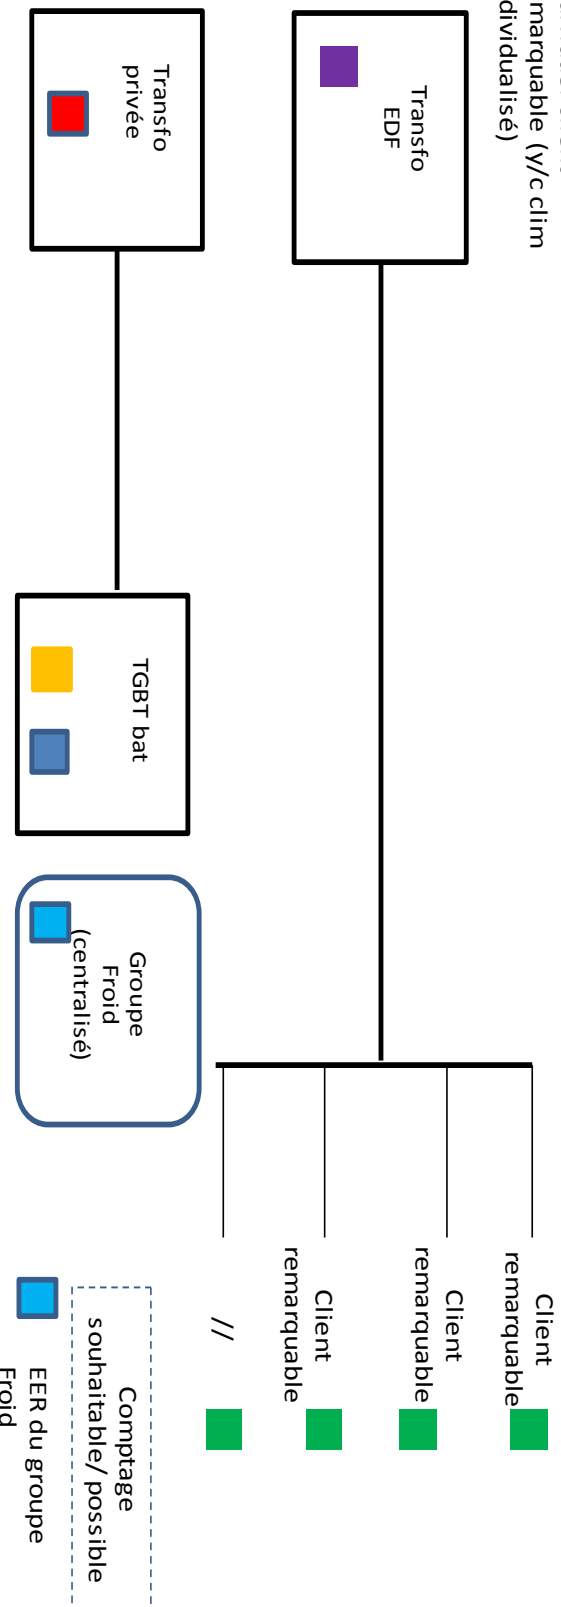 marquable (y/c clim
dividualisé)
Transfo
EDF
Client
remarquable
Client
remarquable
Client
remarquable
//
Transfo
privée
TGBT bat
Groupe
Froid
(centralisé)
Comptage
souhaitable/ possible
EER du groupe
Froid